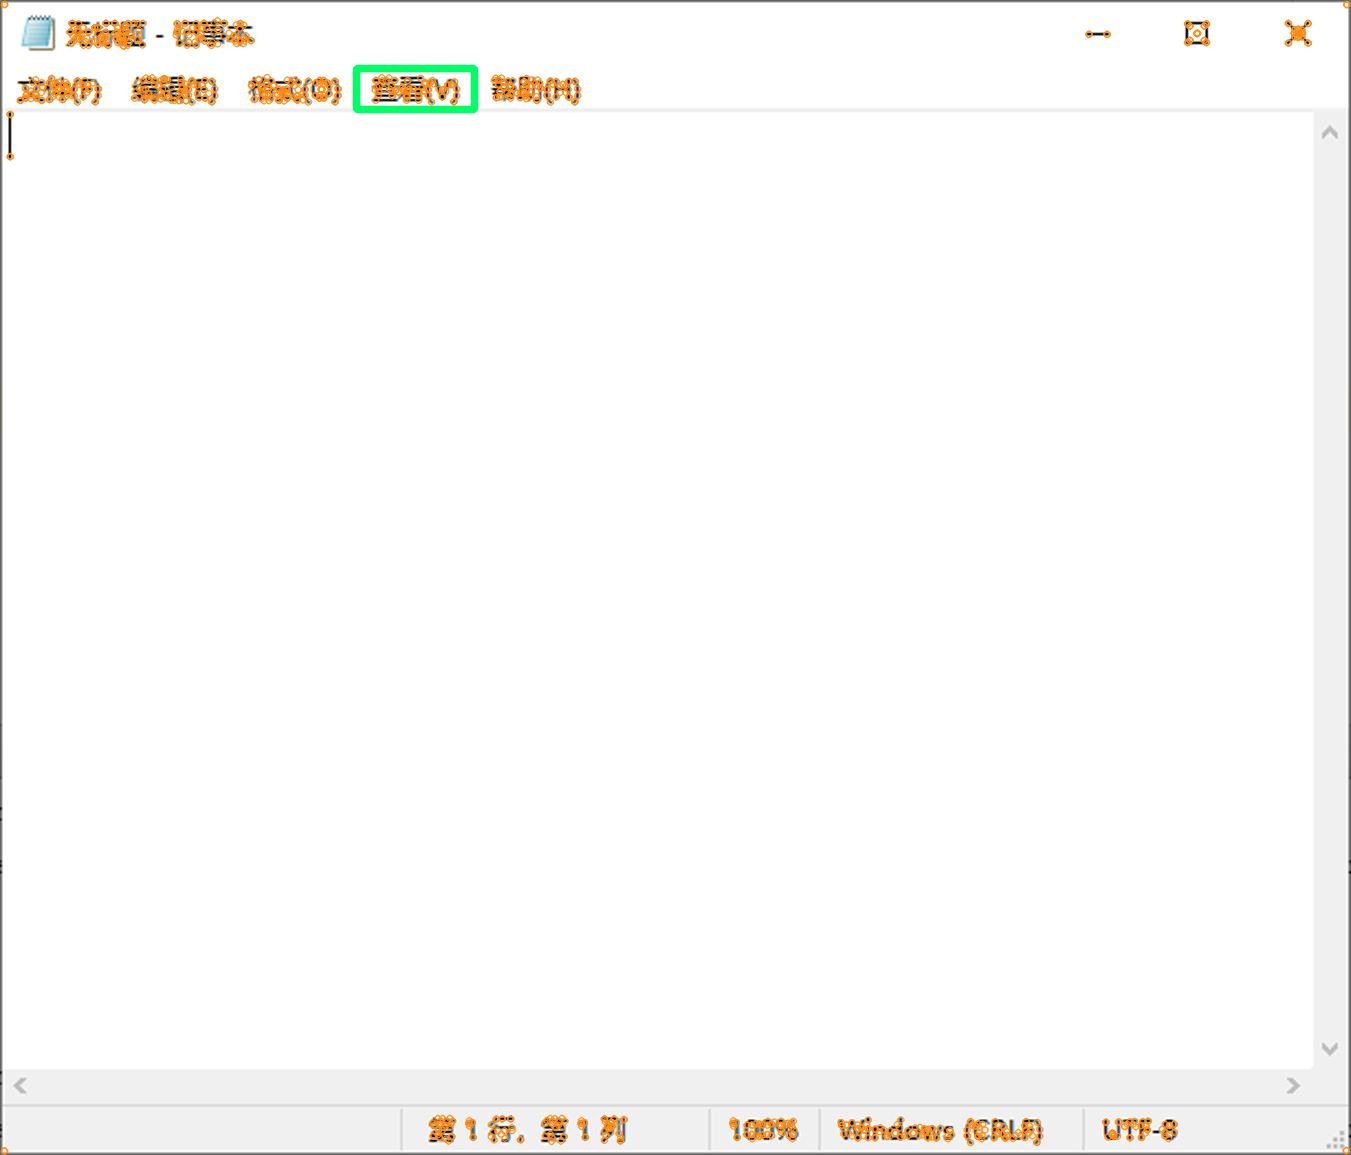 无标题 - 记事本
文件(F) 编辑(E) 格式(O) 查看(V) 帮助(H)
第 1 行，第 1 列 100% Windows (CRLF) UTF-8